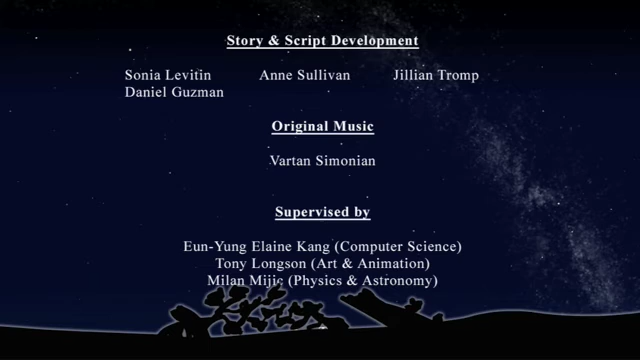 Story & Script Development
Sonia Levitin Anne Sullivan Jillian Tromp
Daniel Guzman
Original Music
Vartan Simonian
Supervised by
Eun-Yung Elaine Kang (Computer Science)
Tony Longson (Art & Animation)
Milan Mijic (Physics & Astronomy)